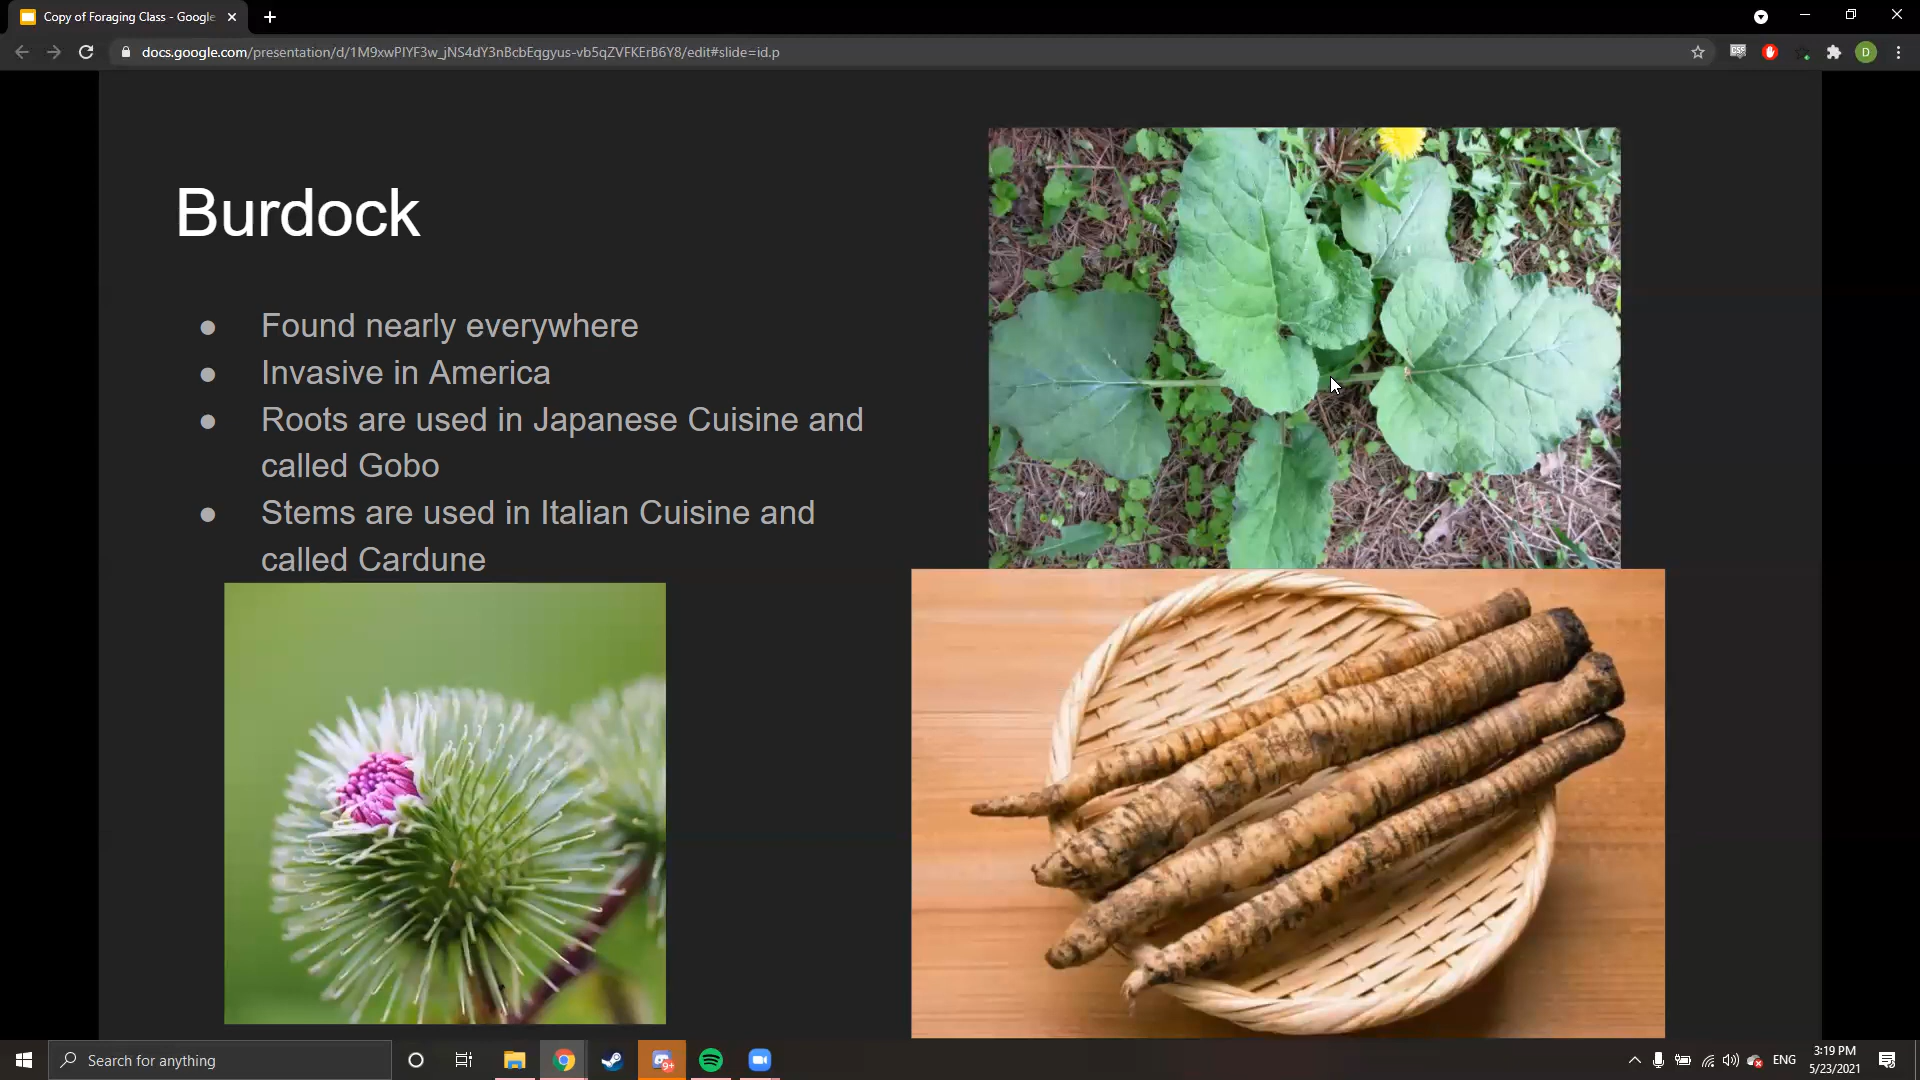 Copy of Foraging Class - Google
docs.google.com/presentation/d/1M9xwPIYF3w_jNS4dY3nBcbEqgyus-vb5qZVFKErB6Y8/edit#slide=id.p
D
Burdock
● Found nearly everywhere
● Invasive in America
● Roots are used in Japanese Cuisine and
called Gobo
● Stems are used in Italian Cuisine and
called Cardune
Search for anything
9+
ENG
3:19 PM
5/23/2021